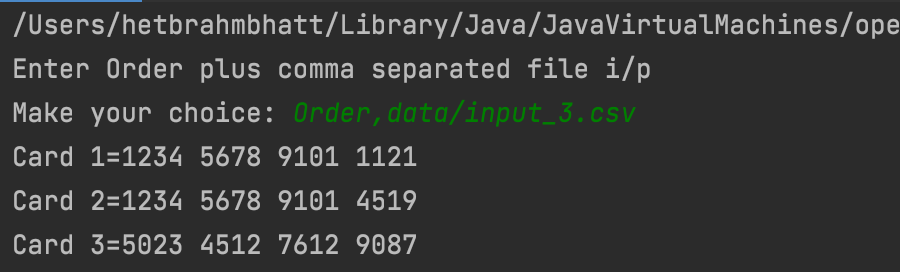 /Users/hetbrahmbhatt/Library/Java/JavaVirtualMachines/ope
Enter Order plus comma separated file i/p
Make your choice: Order,data/input_3.csv
Card 1=1234 5678 9101 1121
Card 2=1234 5678 9101 4519
Card 3=5023 4512 7612 9087